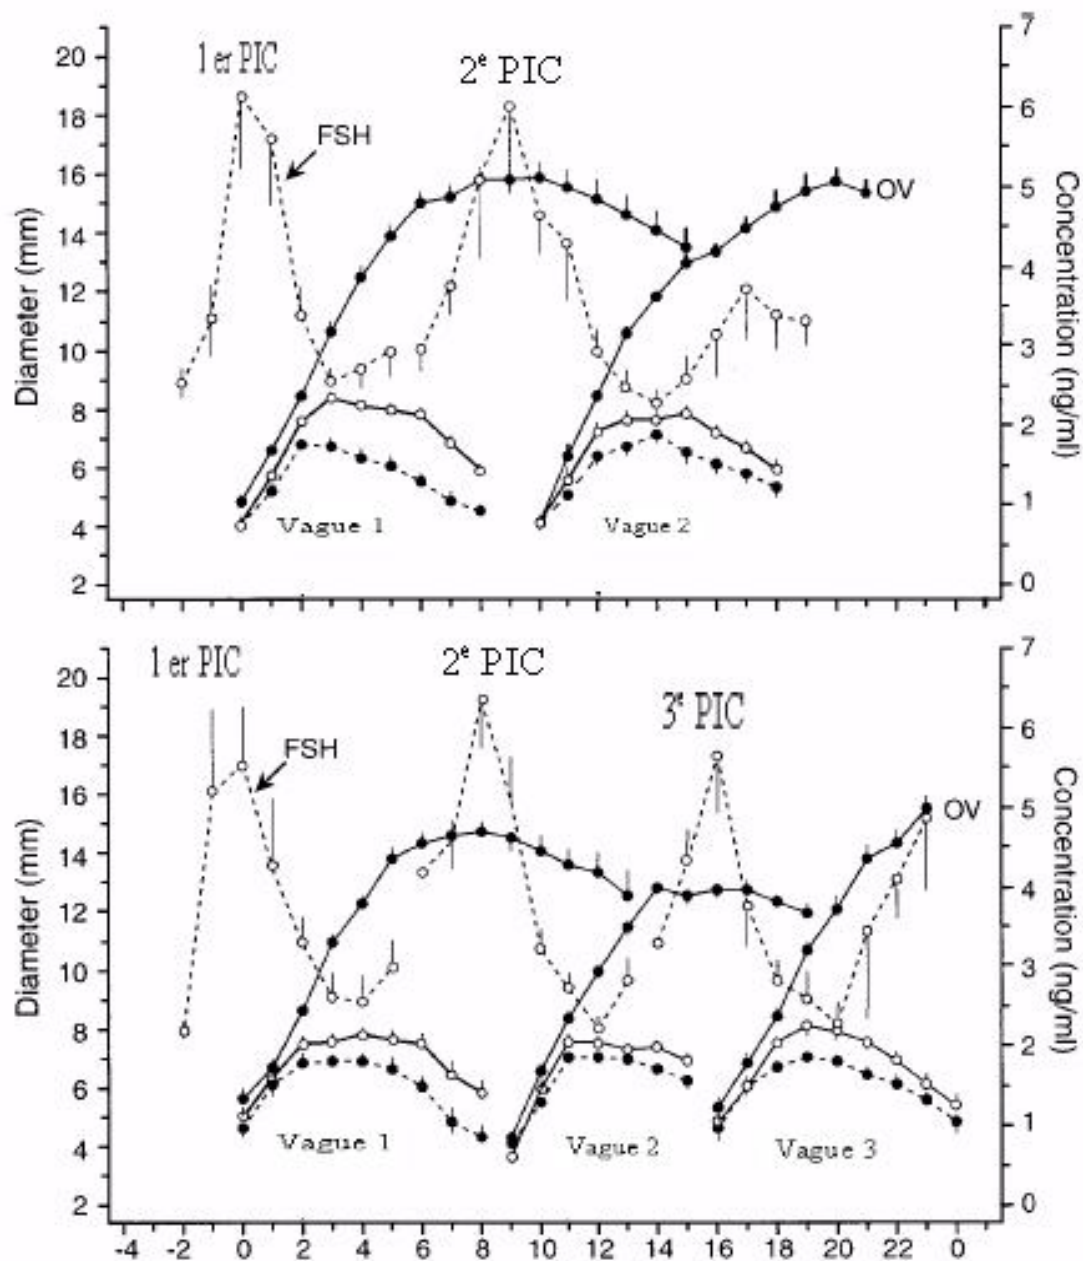 1 er PIC
2e PIC
FSH
OV
Diameter (mm)
20
18
16
14
12
10
8
6
4
2
Concentration (ng/ml)
7
6
5
4
3
2
1
0
Vague 1
Vague 2
1 er PIC
2e PIC
3e PIC
FSH
OV
Diameter (mm)
20
18
16
14
12
10
8
6
4
2
Concentration (ng/ml)
7
6
5
4
3
2
1
0
Vague 1
Vague 2
Vague 3
-4 -2 0 2 4 6 8 10 12 14 16 18 20 22 0